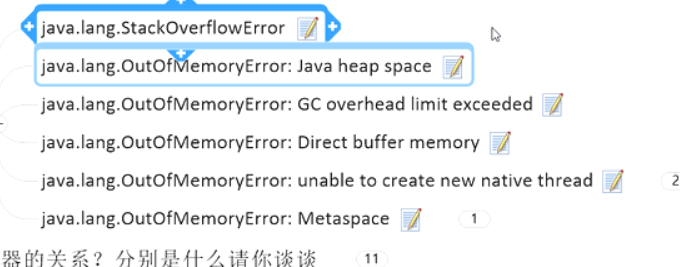 java.lang.StackOverflowError
java.lang.OutOfMemoryError: Java heap space
java.lang.OutOfMemoryError: GC overhead limit exceeded
java.lang.OutOfMemoryError: Direct buffer memory
java.lang.OutOfMemoryError: unable to create new native thread 2
java.lang.OutOfMemoryError: Metaspace 1
器的关系？分别是什么请你谈谈 11